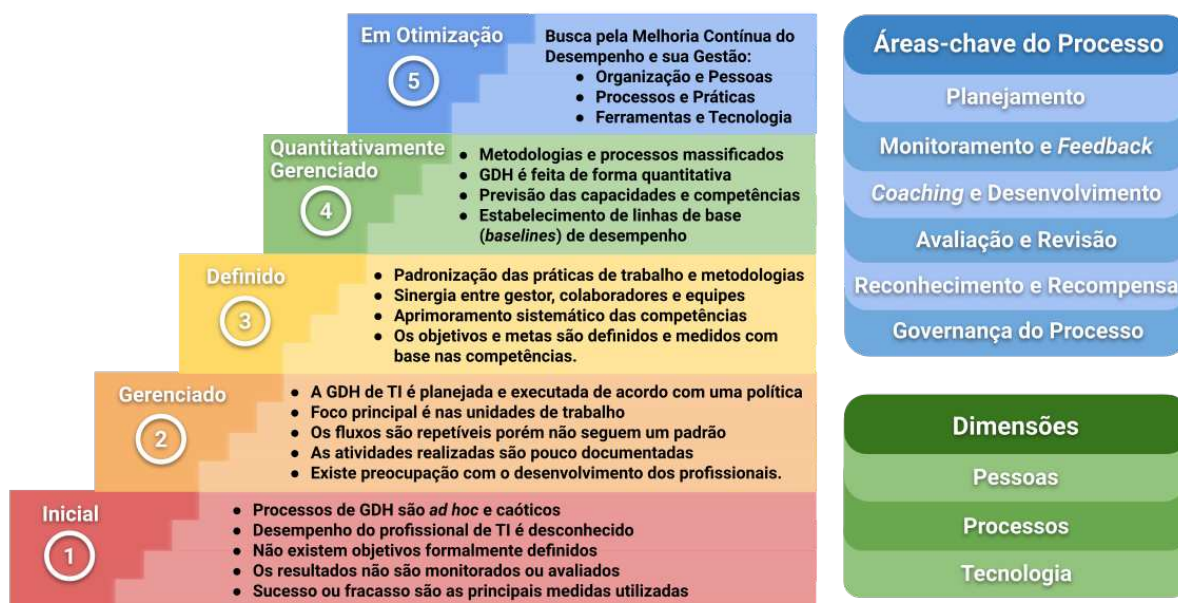 Em Otimização
5
Busca pela Melhoria Contínua do
Desempenho e sua Gestão:
● Organização e Pessoas
● Processos e Práticas
● Ferramentas e Tecnologia
Quantitativamente
Gerenciado
4
● Metodologias e processos massificados
● GDH é feita de forma quantitativa
● Previsão das capacidades e competências
● Estabelecimento de linhas de base
(baselines) de desempenho
Definido
3
● Padronização das práticas de trabalho e metodologias
● Sinergia entre gestor, colaboradores e equipes
● Aprimoramento sistemático das competências
● Os objetivos e metas são definidos e medidos com
base nas competências.
Gerenciado
2
● A GDH de TI é planejada e executada de acordo com uma política
● Foco principal é nas unidades de trabalho
● Os fluxos são repetíveis porém não seguem um padrão
● As atividades realizadas são pouco documentadas
● Existe preocupação com o desenvolvimento dos profissionais.
Inicial
1
● Processos de GDH são ad hoc e caóticos
● Desempenho do profissional de TI é desconhecido
● Não existem objetivos formalmente definidos
● Os resultados não são monitorados ou avaliados
● Sucesso ou fracasso são as principais medidas utilizadas
Áreas-chave do Processo
Planejamento
Monitoramento e Feedback
Coaching e Desenvolvimento
Avaliação e Revisão
Reconhecimento e Recompensa
Governança do Processo
Dimensões
Pessoas
Processos
Tecnologia